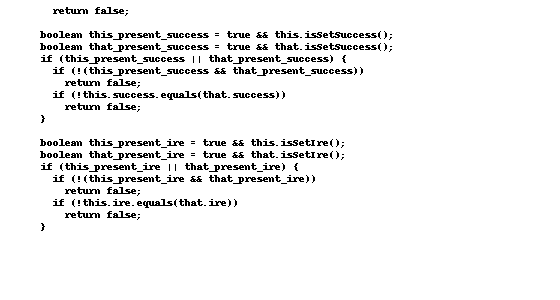 return false;
boolean this_present_success = true && this.isSetSuccess();
boolean that_present_success = true && that.isSetSuccess();
if (this_present_success || that_present_success) {
if (!(this_present_success && that_present_success))
return false;
if (!this.success.equals(that.success))
return false;
}
boolean this_present_ire = true && this.isSetIre();
boolean that_present_ire = true && that.isSetIre();
if (this_present_ire || that_present_ire) {
if (!(this_present_ire && that_present_ire))
return false;
if (!this.ire.equals(that.ire))
return false;
}